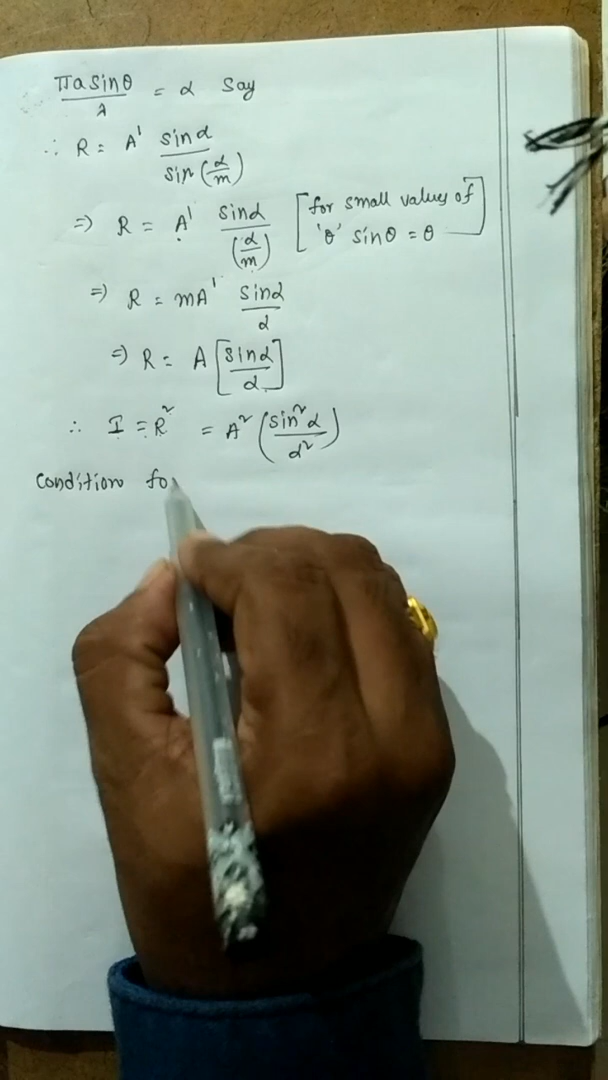 πa sinθ / λ = α Say
∴ R = A' sinα / sin(α/m)
⇒ R = A' sinα / (α/m) [for small values of 'θ' sinθ = θ]
⇒ R = mA' sinα / α
⇒ R = A [sinα / α]
∴ I = R² = A² (sin²α / α²)
Condition fo